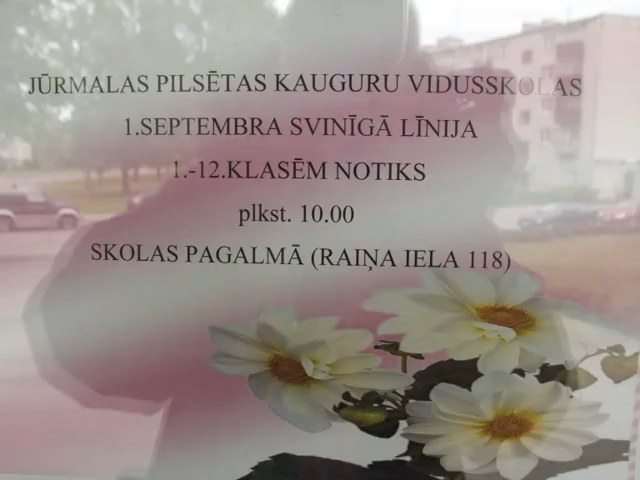 JŪRMALAS PILSĒTAS KAUGURU VIDUSSKOLAS
1.SEPTEMBRA SVINĪGĀ LĪNIJA
1.-12.KLASĒM NOTIKS
plkst. 10.00
SKOLAS PAGALMĀ (RAIŅA IELA 118)